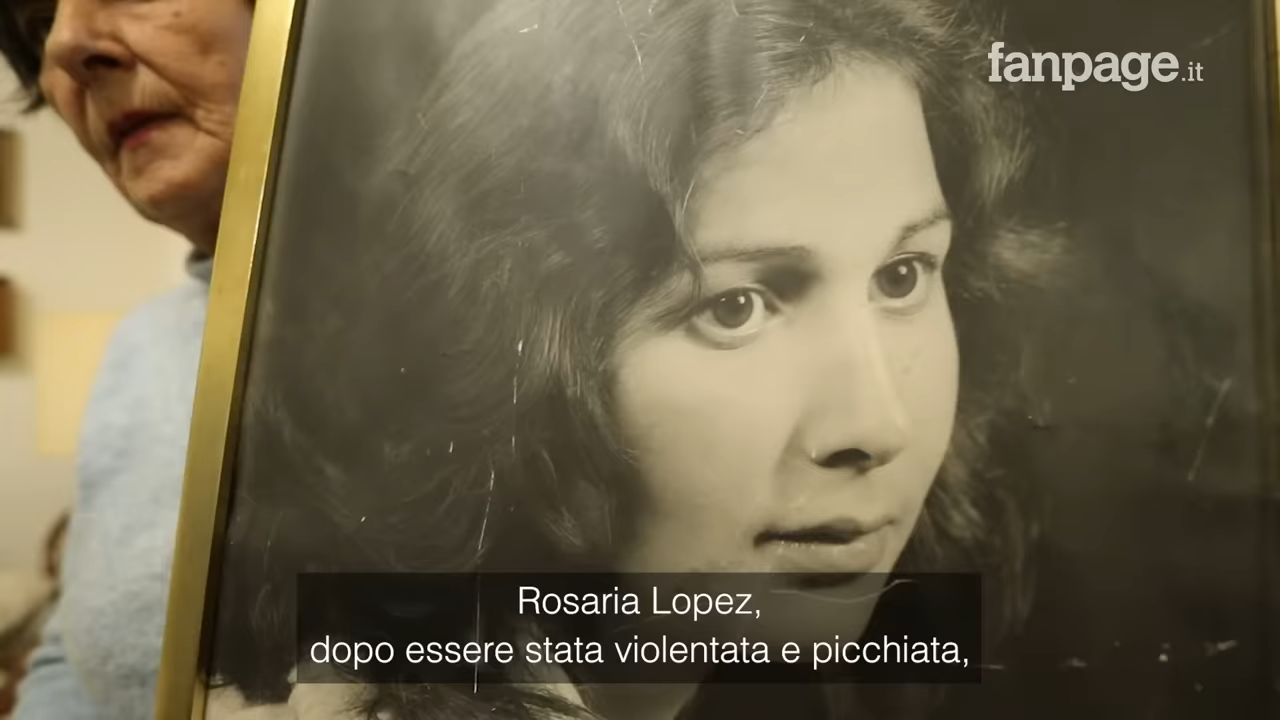 fanpage.it
Rosaria Lopez,
dopo essere stata violentata e picchiata,